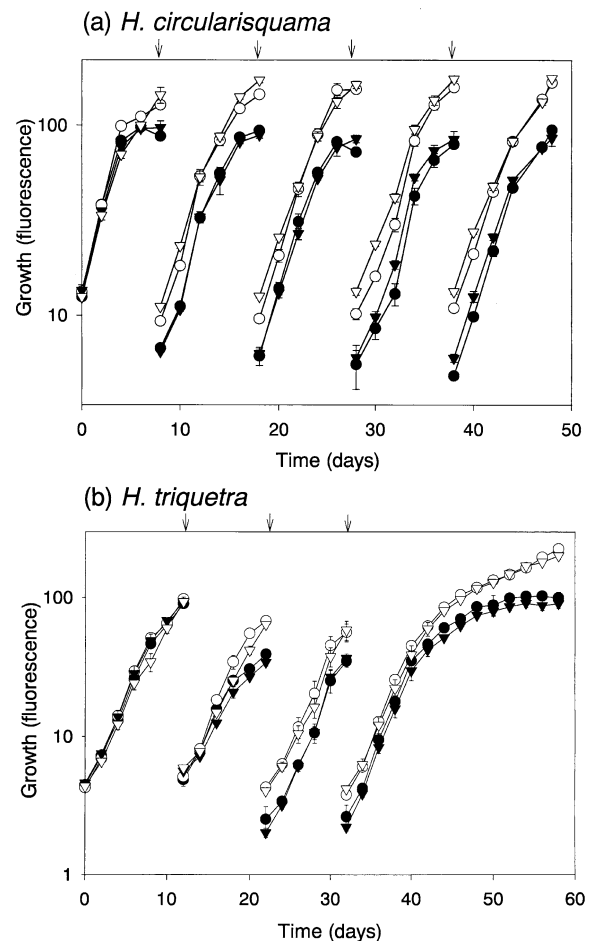 (a) H. circularisquama
Growth (fluorescence)
100
10
0 10 20 30 40 50
Time (days)
(b) H. triquetra
Growth (fluorescence)
100
10
1
0 10 20 30 40 50 60
Time (days)